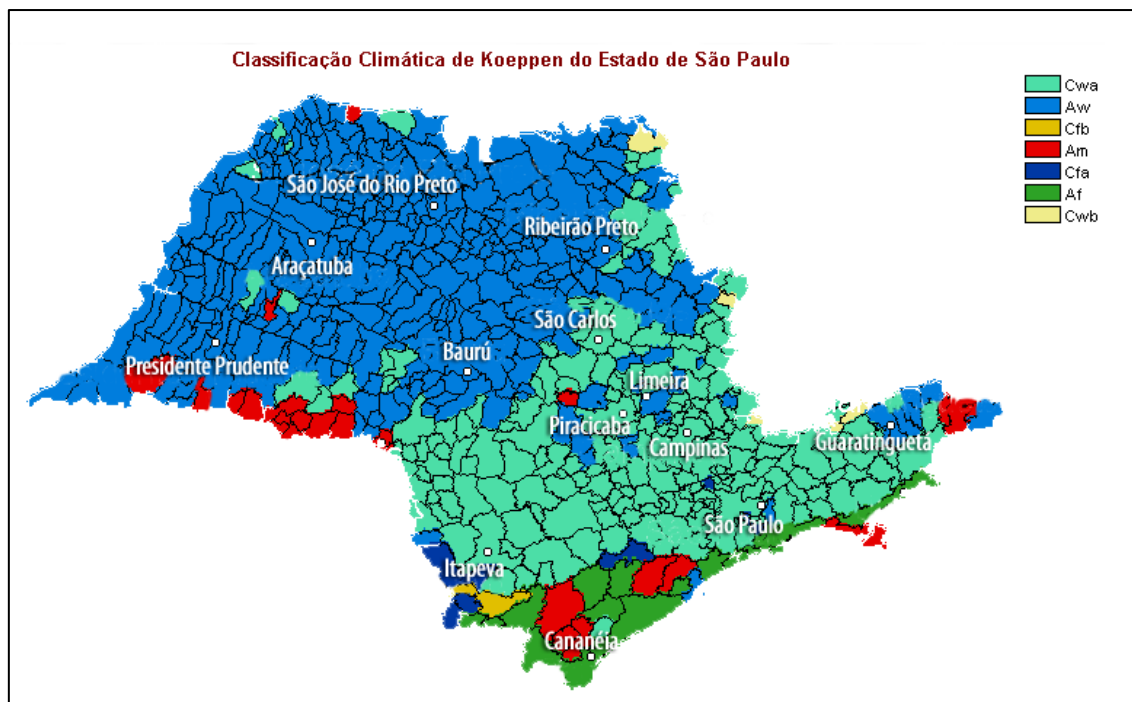 Classificação Climática de Koeppen do Estado de São Paulo
Cwa
Aw
Cfb
Am
Cfa
Af
Cwb
São José do Rio Preto
Ribeirão Preto
Araçatuba
São Carlos
Baurú
Presidente Prudente
Limeira
Piracicaba
Campinas
Guaratingueta
São Paulo
Itapeva
Cananéia